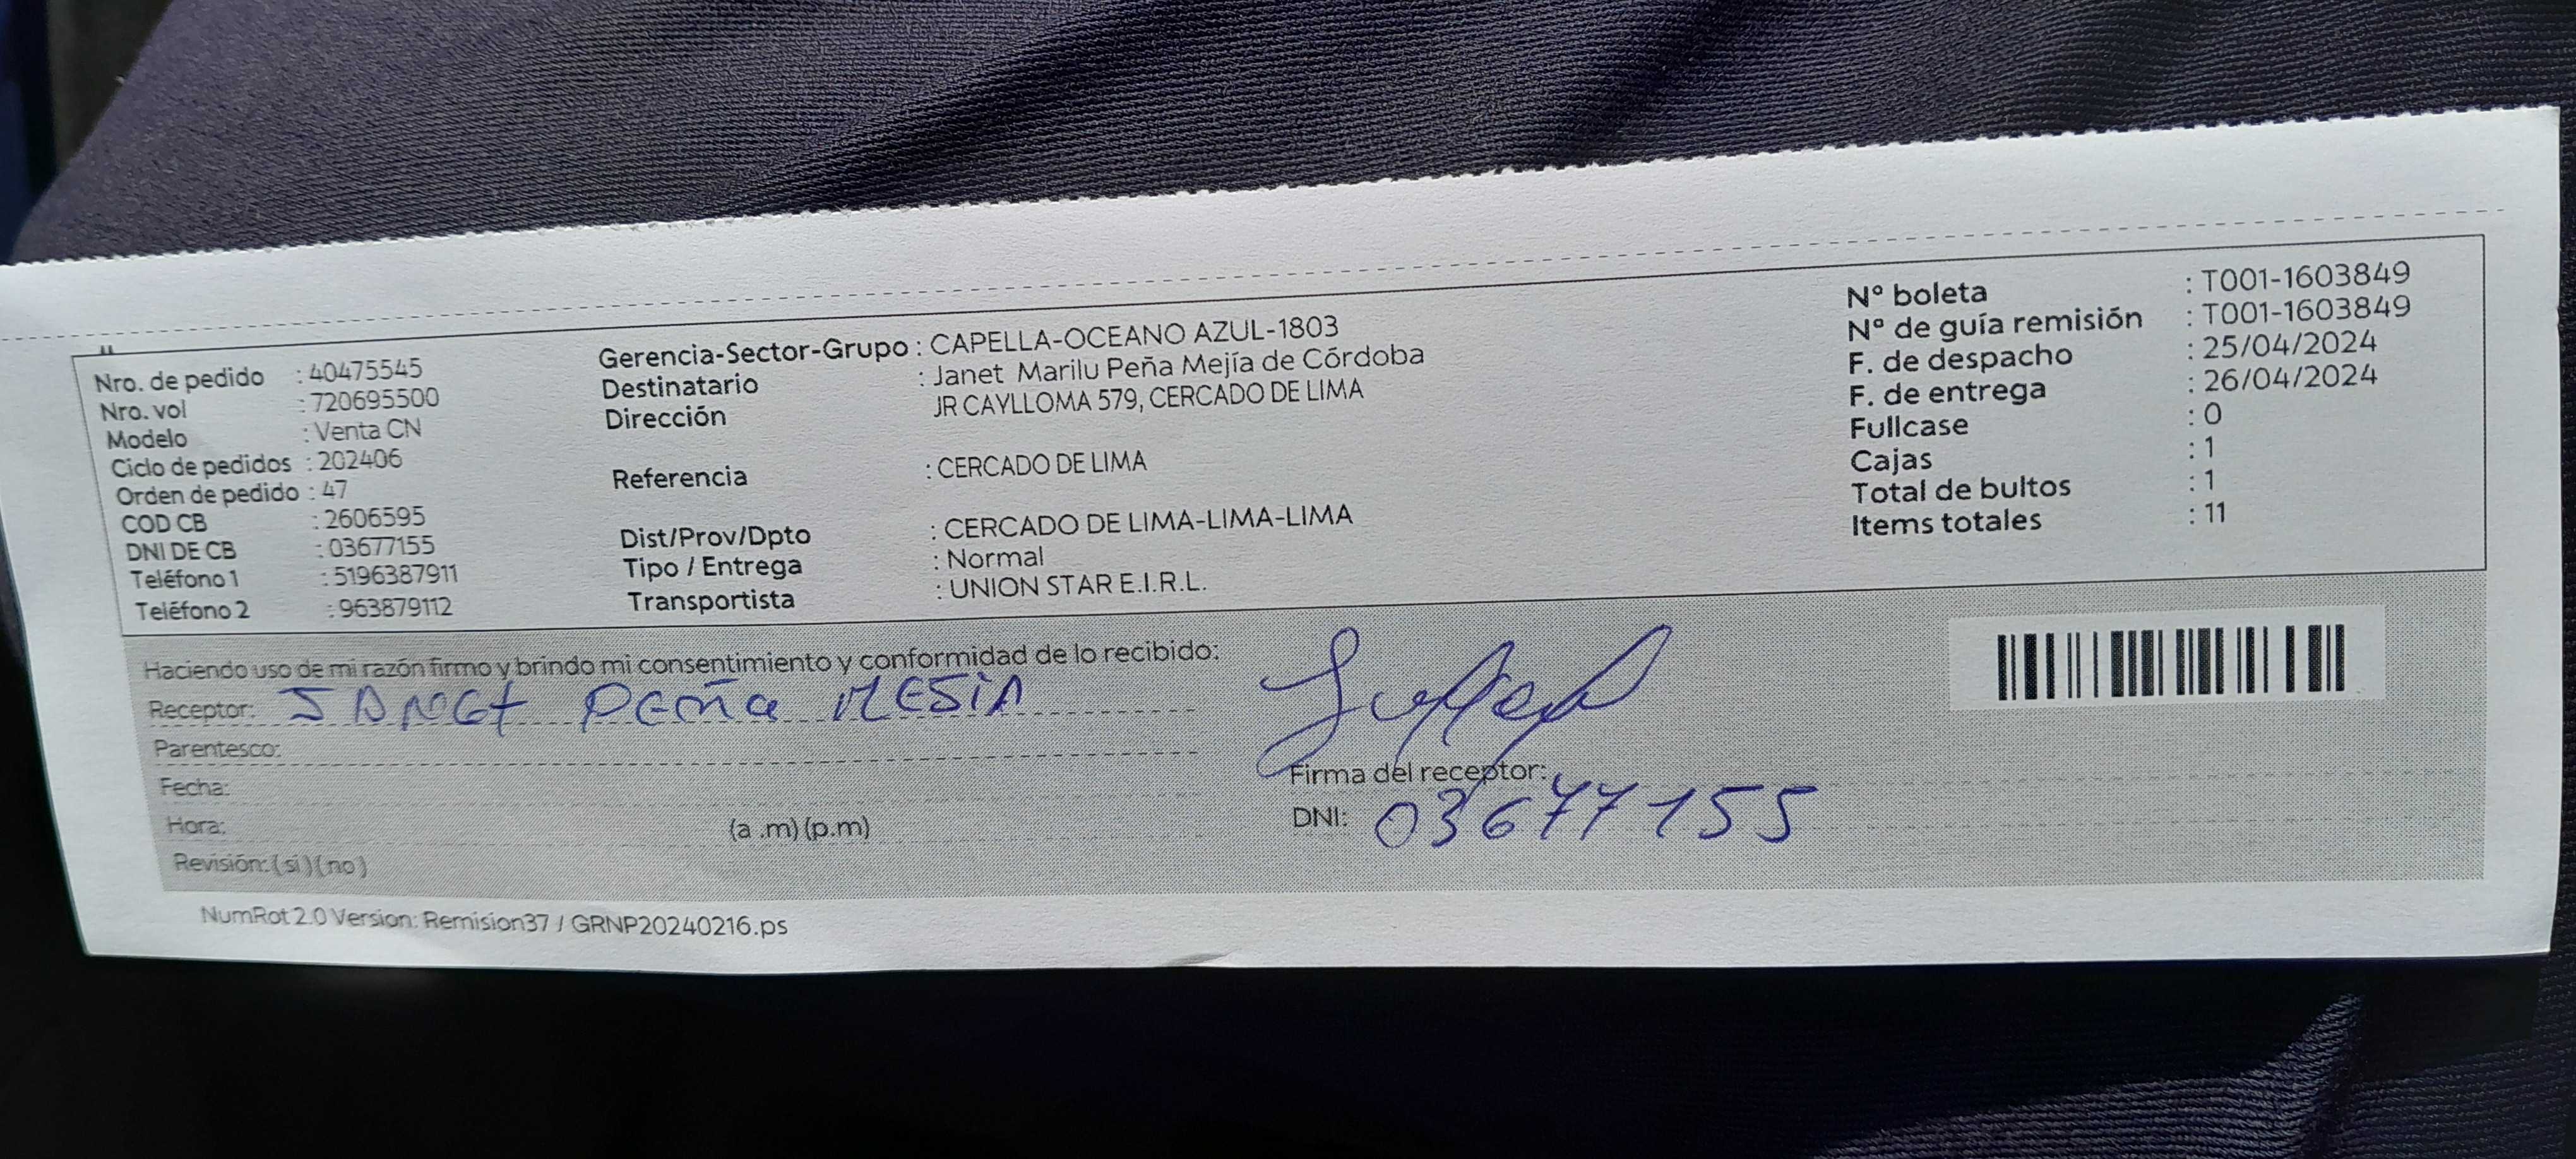 Nro. de pedido : 40475545
Nro. vol : 720695500
Modelo : Venta CN
Ciclo de pedidos : 202406
Orden de pedido : 47
COD CB : 2606595
DNI DE CB : 03677155
Teléfono 1 : 5196387911
Teléfono 2 : 963879112
Gerencia-Sector-Grupo : CAPELLA-OCEANO AZUL-1803
Destinatario : Janet Marilu Peña Mejía de Córdoba
Dirección JR CAYLLOMA 579, CERCADO DE LIMA
Referencia : CERCADO DE LIMA
Dist/Prov/Dpto : CERCADO DE LIMA-LIMA-LIMA
Tipo / Entrega : Normal
Transportista : UNION STAR E.I.R.L.
Nº boleta : T001-1603849
Nº de guía remisión : T001-1603849
F. de despacho : 25/04/2024
F. de entrega : 26/04/2024
Fullcase : 0
Cajas : 1
Total de bultos : 1
Items totales : 11
Haciendo uso de mi razón firmo y brindo mi consentimiento y conformidad de lo recibido:
Receptor: JANEt PEÑa MEJiA
Parentesco:
Fecha:
Hora: (a .m) (p.m)
Revisión: ( si ) ( no )
Firma del receptor:
DNI: 03677155
NumRot 2.0 Version: Remision37 / GRNP20240216.ps